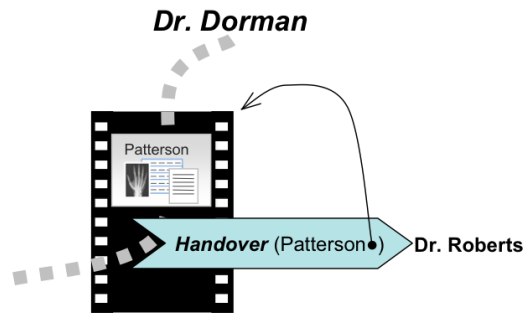 Dr. Dorman
Patterson
Handover (Patterson )
Dr. Roberts